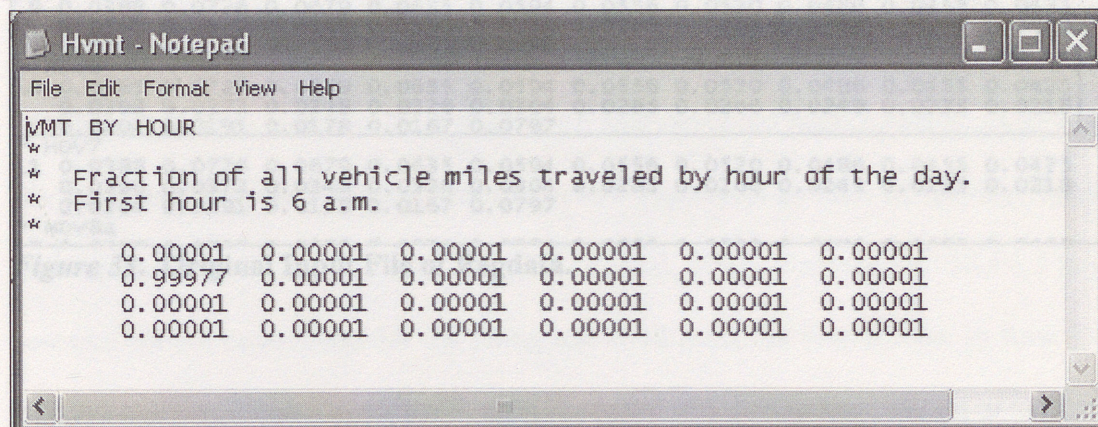 Hvmt - Notepad
File Edit Format View Help
VMT BY HOUR
*
* Fraction of all vehicle miles traveled by hour of the day.
* First hour is 6 a.m.
*
0.00001 0.00001 0.00001 0.00001 0.00001 0.00001
0.99977 0.00001 0.00001 0.00001 0.00001 0.00001
0.00001 0.00001 0.00001 0.00001 0.00001 0.00001
0.00001 0.00001 0.00001 0.00001 0.00001 0.00001